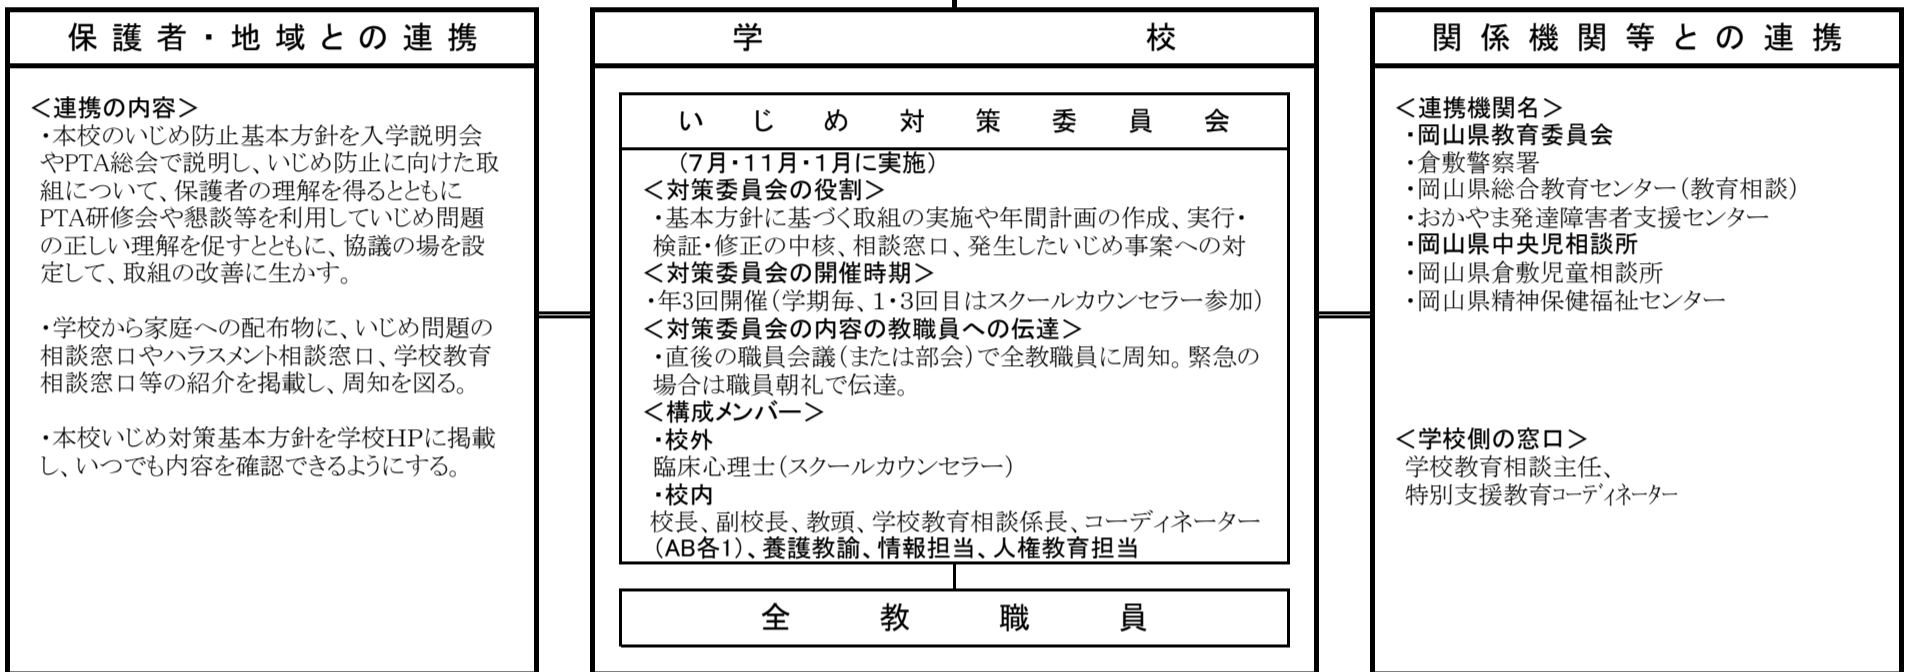 保護者・地域との連携
＜連携の内容＞
・本校のいじめ防止基本方針を入学説明会
やPTA総会で説明し、いじめ防止に向けた取
組について、保護者の理解を得るとともに
PTA研修会や懇談等を利用していじめ問題
の正しい理解を促すとともに、協議の場を設
定して、取組の改善に生かす。
・学校から家庭への配布物に、いじめ問題の
相談窓口やハラスメント相談窓口、学校教育
相談窓口等の紹介を掲載し、周知を図る。
・本校いじめ対策基本方針を学校HPに掲載
し、いつでも内容を確認できるようにする。
学校
いじめ対策委員会
（7月・11月・1月に実施）
＜対策委員会の役割＞
・基本方針に基づく取組の実施や年間計画の作成、実行・
検証・修正の中核、相談窓口、発生したいじめ事案への対
＜対策委員会の開催時期＞
・年3回開催（学期毎、1・3回目はスクールカウンセラー参加）
＜対策委員会の内容の教職員への伝達＞
・直後の職員会議（または部会）で全教職員に周知。緊急の
場合は職員朝礼で伝達。
＜構成メンバー＞
・校外
臨床心理士（スクールカウンセラー）
・校内
校長、副校長、教頭、学校教育相談係長、コーディネーター
（AB各1）、養護教諭、情報担当、人権教育担当
全教職員
関係機関等との連携
＜連携機関名＞
・岡山県教育委員会
・倉敷警察署
・岡山県総合教育センター（教育相談）
・おかやま発達障害者支援センター
・岡山県中央児相談所
・岡山県倉敷児童相談所
・岡山県精神保健福祉センター
＜学校側の窓口＞
学校教育相談主任、
特別支援教育ｺｰﾃﾞｨﾈｰﾀｰ